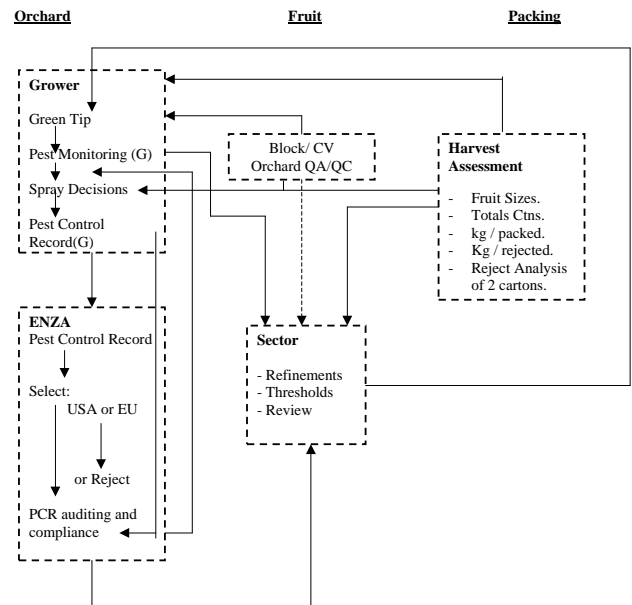 Orchard
Fruit
Packing
Grower
Green Tip
Pest Monitoring (G)
Spray Decisions
Pest Control
Record(G)
Block/ CV
Orchard QA/QC
Harvest
Assessment
- Fruit Sizes.
- Totals Ctns.
- kg / packed.
- Kg / rejected.
- Reject Analysis
of 2 cartons.
ENZA
Pest Control Record
Select:
USA or EU
or Reject
PCR auditing and
compliance
Sector
- Refinements
- Thresholds
- Review